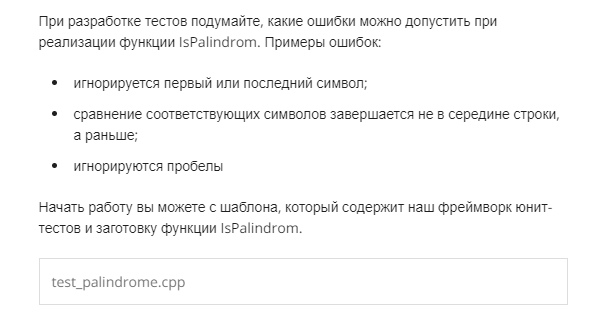 При разработке тестов подумайте, какие ошибки можно допустить при
реализации функции IsPalindrom. Примеры ошибок:
игнорируется первый или последний символ;
сравнение соответствующих символов завершается не в середине строки,
а раньше;
игнорируются пробелы
Начать работу вы можете с шаблона, который содержит наш фреймворк юнит-
тестов и заготовку функции IsPalindrom.
test_palindrome.cpp